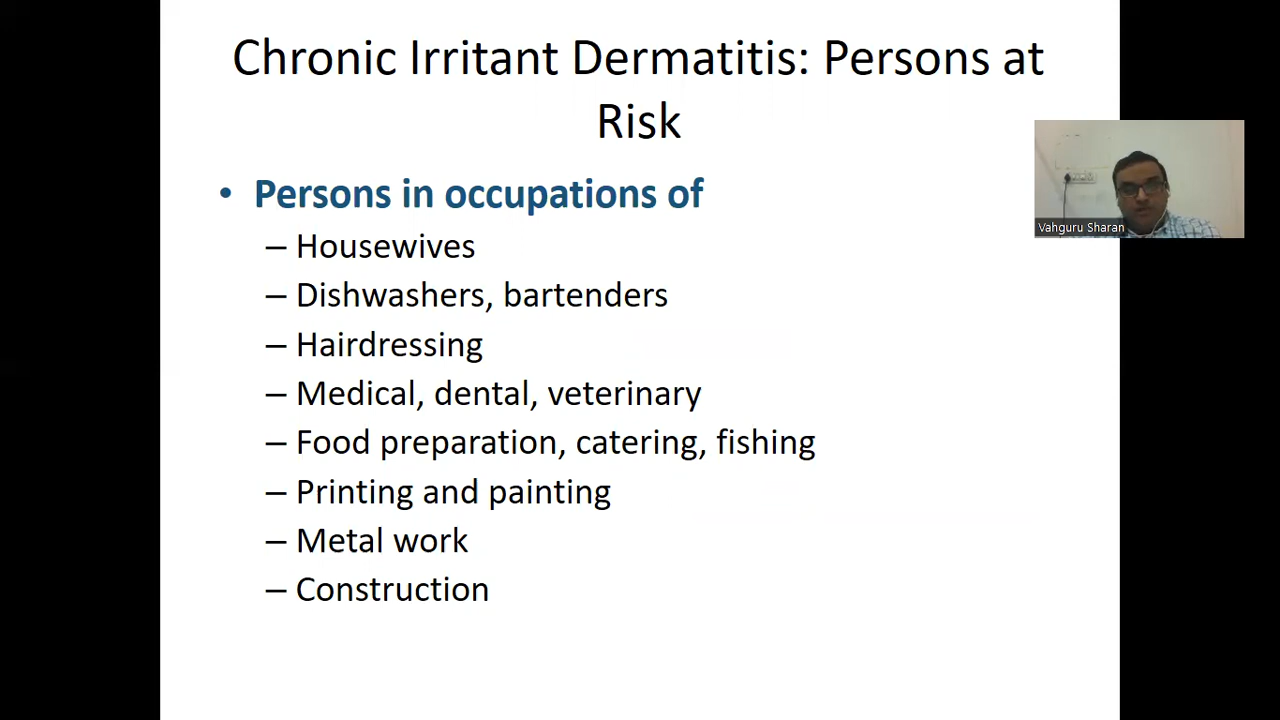 Chronic Irritant Dermatitis: Persons at
Risk
• Persons in occupations of
– Housewives
– Dishwashers, bartenders
– Hairdressing
– Medical, dental, veterinary
– Food preparation, catering, fishing
– Printing and painting
– Metal work
– Construction
Vahguru Sharan